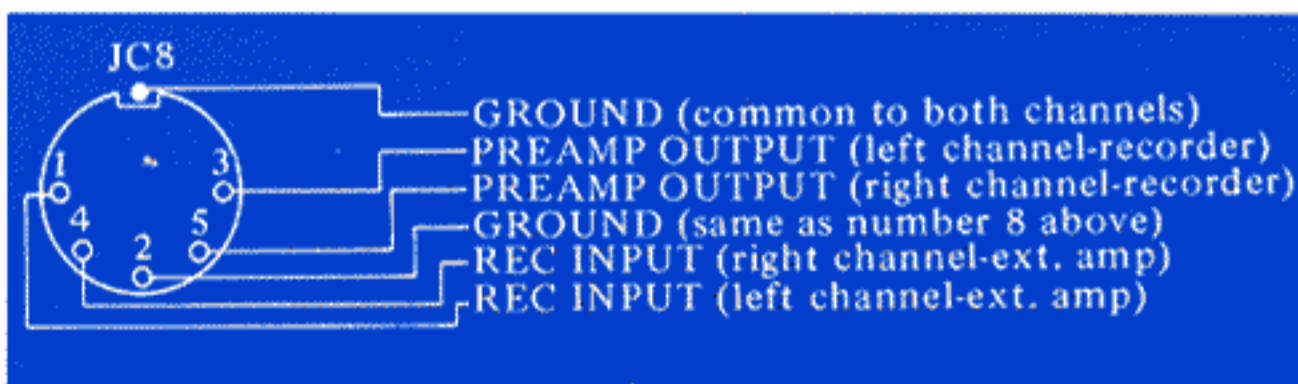 JC8
GROUND (common to both channels)
1 3 PREAMP OUTPUT (left channel-recorder)
PREAMP OUTPUT (right channel-recorder)
4 2 5 GROUND (same as number 8 above)
REC INPUT (right channel-ext. amp)
REC INPUT (left channel-ext. amp)